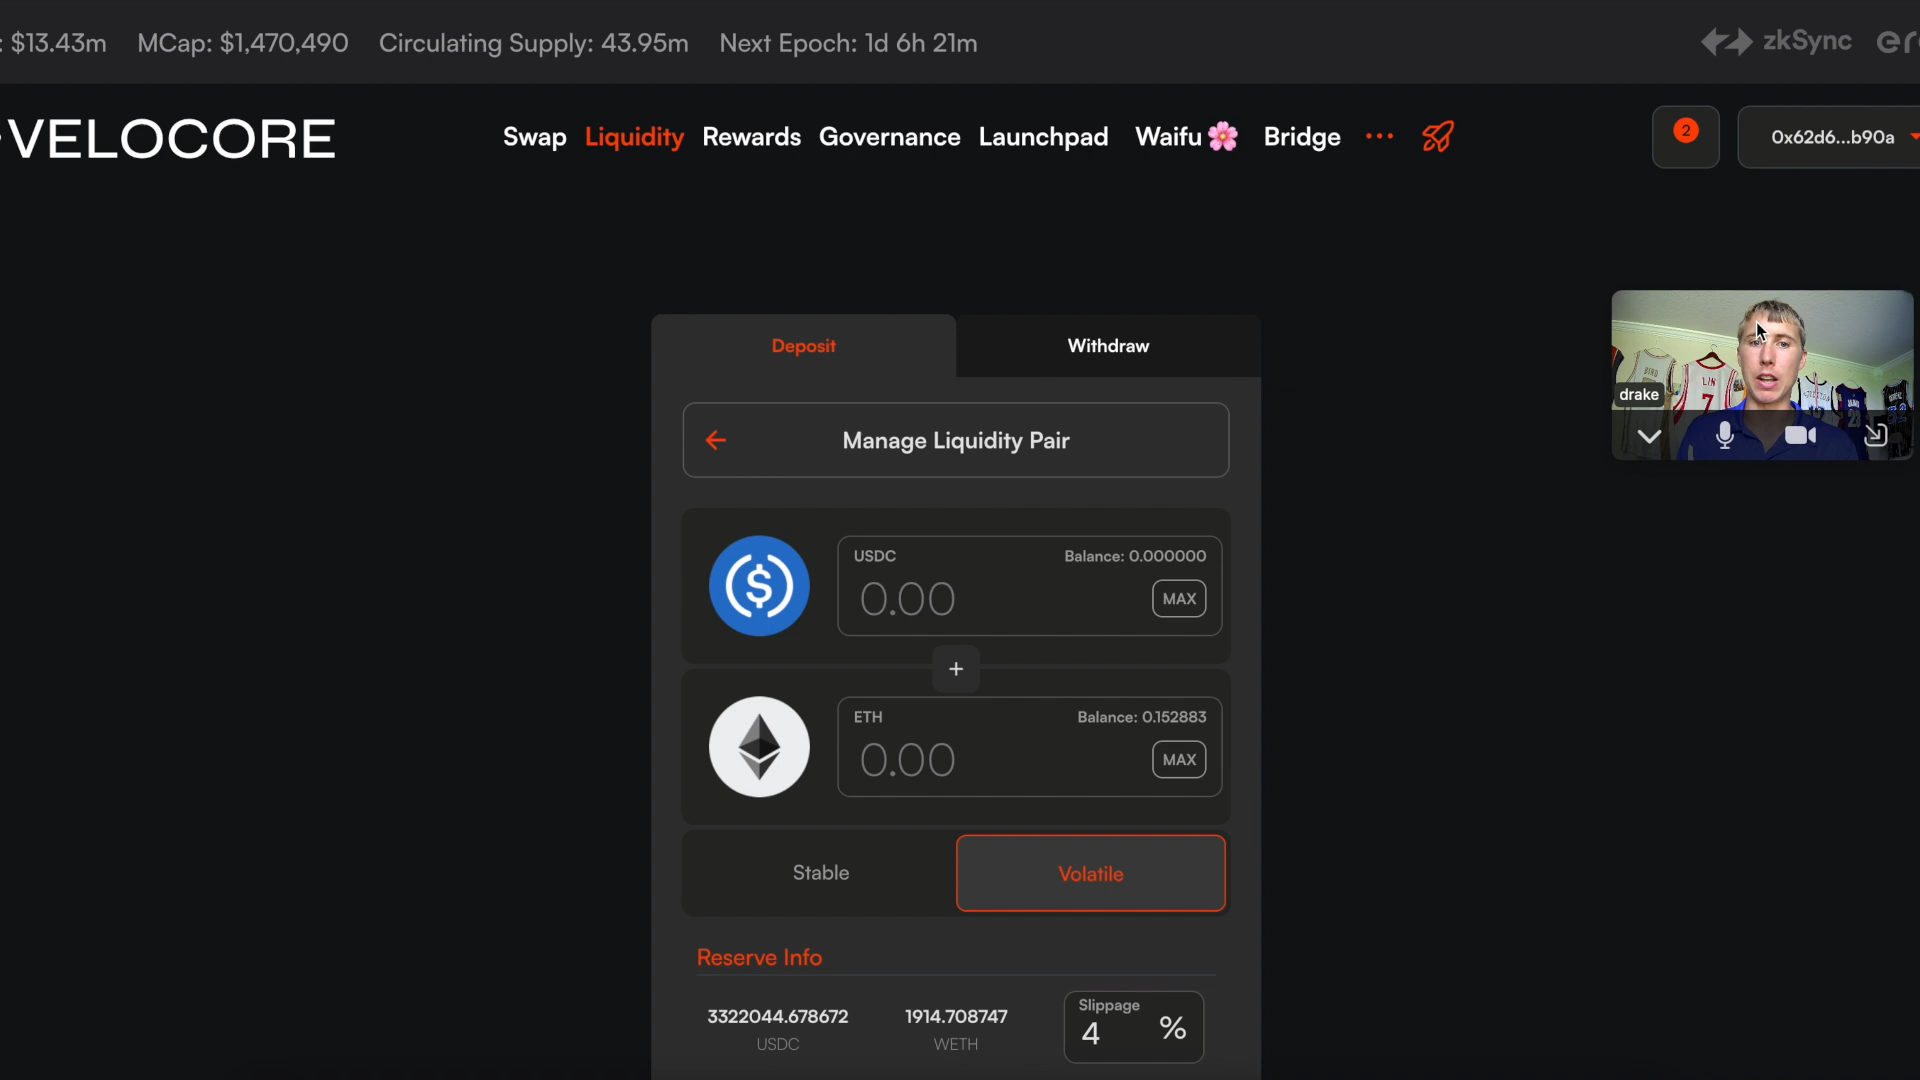 : $13.43m MCap: $1,470,490 Circulating Supply: 43.95m Next Epoch: 1d 6h 21m
zkSync
VELOCORE
Swap Liquidity Rewards Governance Launchpad Waifu🌸 Bridge ···
2
0x62d6...b90a
Deposit
Withdraw
← Manage Liquidity Pair
USDC Balance: 0.000000
0.00 MAX
+
ETH Balance: 0.152883
0.00 MAX
Stable Volatile
Reserve Info
3322044.678672
USDC
1914.708747
WETH
Slippage
4 %
LIN
7
drake